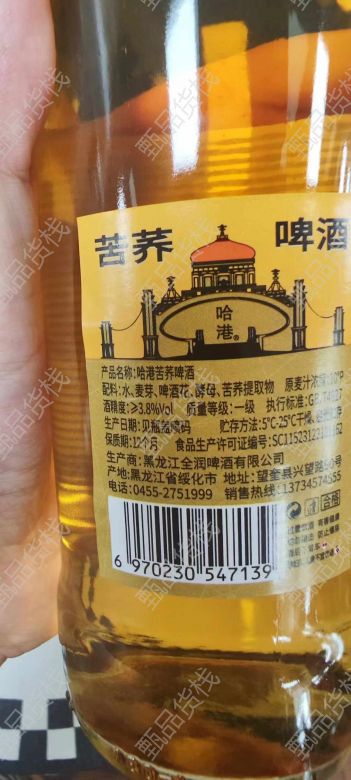 苦荞 啤酒
哈港®
产品名称:哈港苦荞啤酒
配料:水、麦芽、啤酒花、酵母、苦荞提取物 原麦汁浓度:10°P
酒精度:≥3.8%Vol 质量等级:一级 执行标准:GB/T4927
生产日期:见瓶盖喷码 贮存方法:5℃-25℃干燥、
保质期:12个月 食品生产许可证编号:
生产商:黑龙江全润啤酒有限公司
产地:黑龙江省绥化市 地址:望奎县兴望路
电话:0455-2751999 销售热线:13734574555
合格
6 970230 547139
甄品货栈